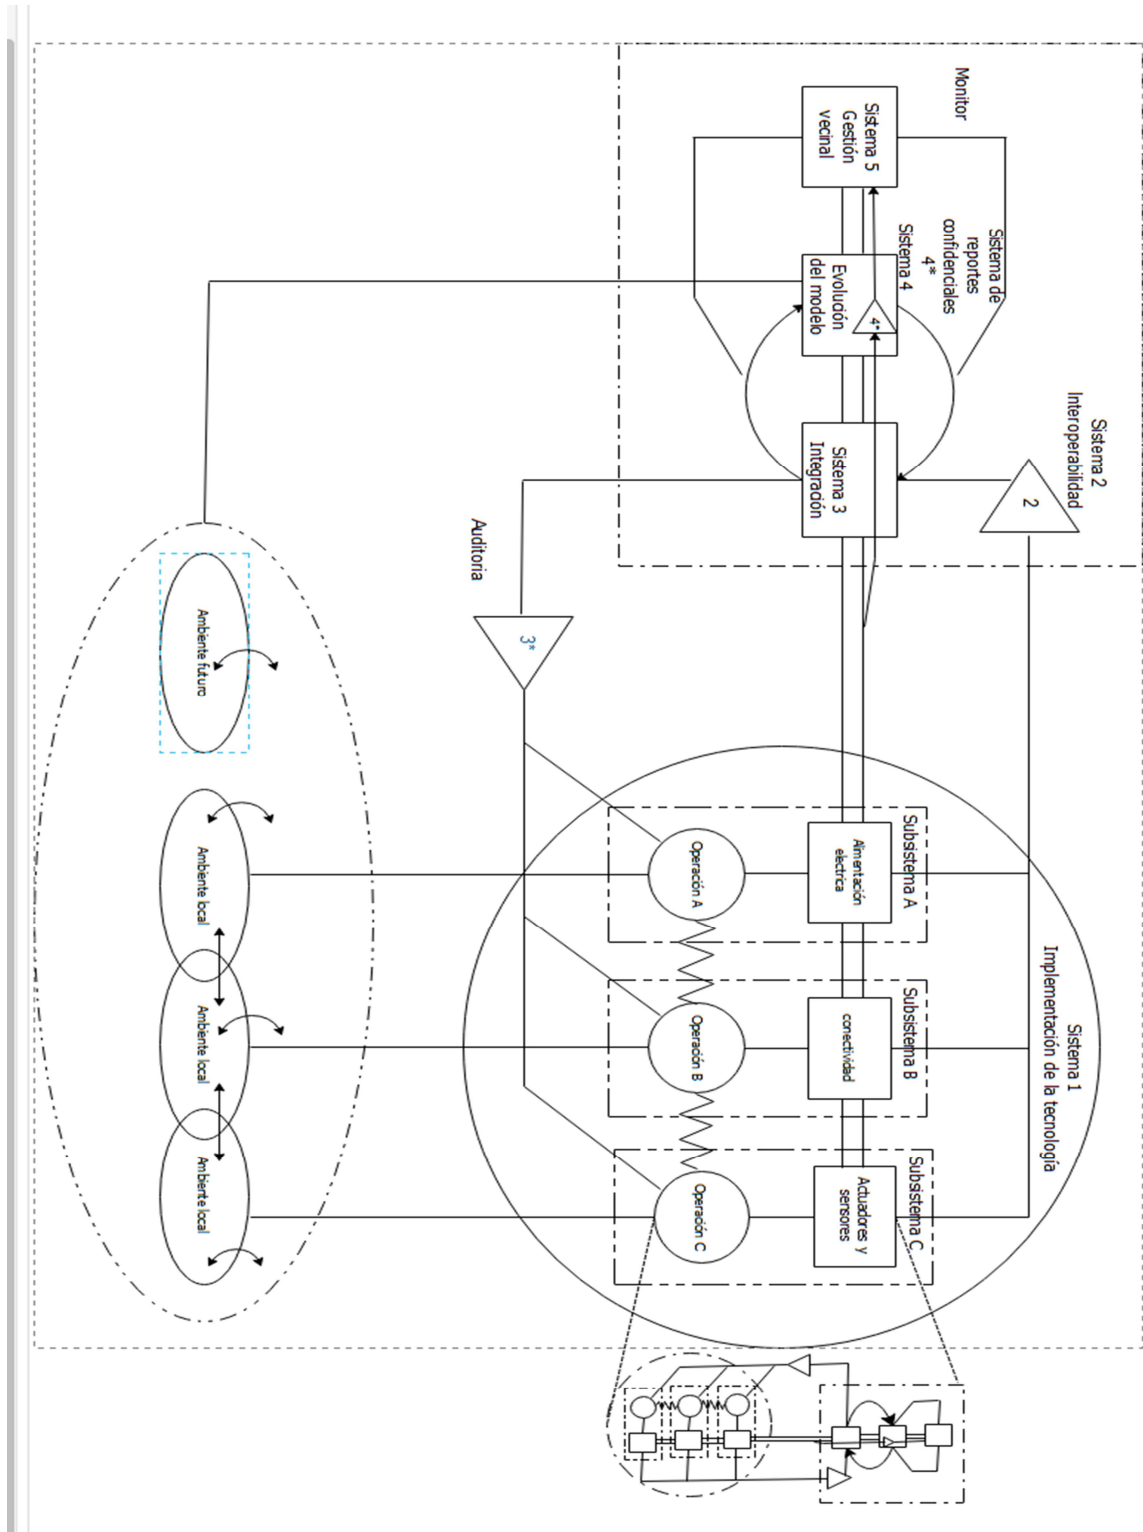 Sistema 2
Interoperabilidad
2
Sistema 1
Implementación de la tecnología
Monitor
Sistema de
reportes
confidenciales
4*
Sistema 4
4*
Evolución
del modelo
Sistema 5
Gestión
vecinal
Sistema 3
Integración
Subsistema A
Alimentación
electrica
Subsistema B
conectividad
Subsistema C
Actuadores y
sensores
Operación A
Operación B
Operación C
Auditoria
3*
Ambiente futuro
Ambiente local
Ambiente local
Ambiente local